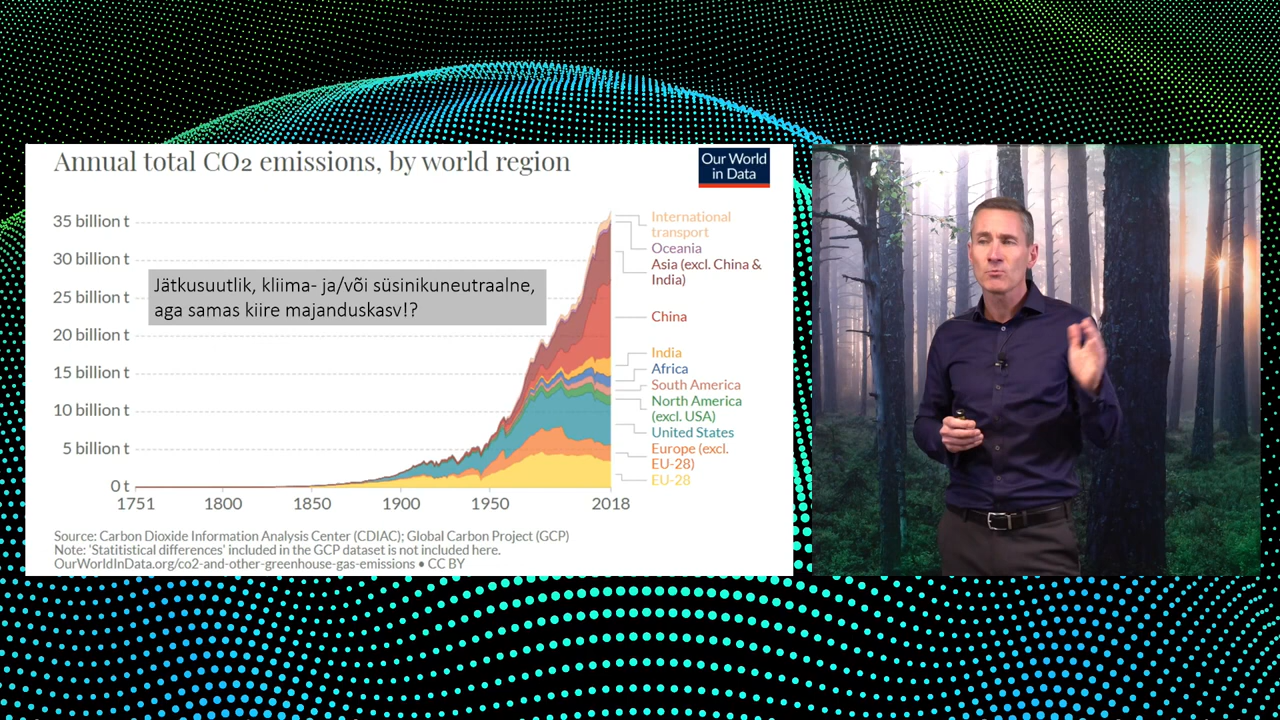 Annual total CO₂ emissions, by world region
Our World
in Data
35 billion t
30 billion t
25 billion t
20 billion t
15 billion t
10 billion t
5 billion t
0 t
1751
1800
1850
1900
1950
2018
Jätkusuutlik, kliima- ja/või süsinikuneutraalne,
aga samas kiire majanduskasv!?
International
transport
Oceania
Asia (excl. China &
India)
China
India
Africa
South America
North America
(excl. USA)
United States
Europe (excl.
EU-28)
EU-28
Source: Carbon Dioxide Information Analysis Center (CDIAC); Global Carbon Project (GCP)
Note: 'Statitistical differences' included in the GCP dataset is not included here.
OurWorldInData.org/co2-and-other-greenhouse-gas-emissions • CC BY